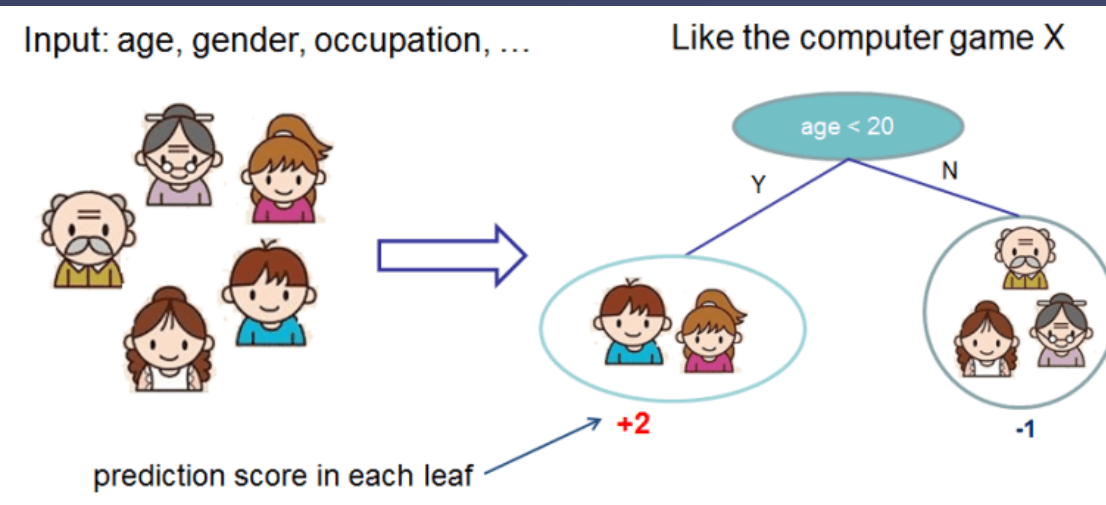 Input: age, gender, occupation, …
Like the computer game X
age < 20
Y
N
+2
-1
prediction score in each leaf